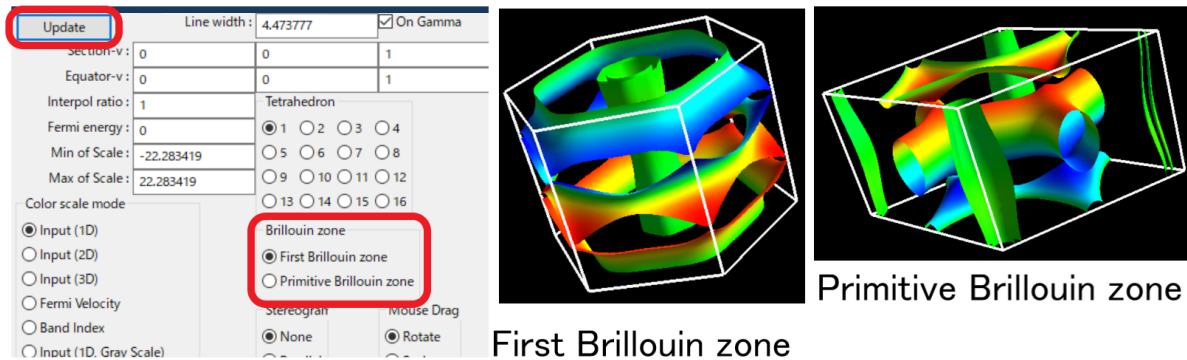 Update
Line width : 4.473777 On Gamma
Section-v : 0 0 1
Equator-v : 0 0 1
Interpol ratio : 1
Tetrahedron
Fermi energy : 0
1 2 3 4
Min of Scale : -22.283419
5 6 7 8
Max of Scale : 22.283419
9 10 11 12
13 14 15 16
Color scale mode
Input (1D)
Input (2D)
Input (3D)
Fermi Velocity
Band Index
Input (1D, Gray Scale)
Brillouin zone
First Brillouin zone
Primitive Brillouin zone
Stereogram
Mouse Drag
None
Rotate
First Brillouin zone
Primitive Brillouin zone